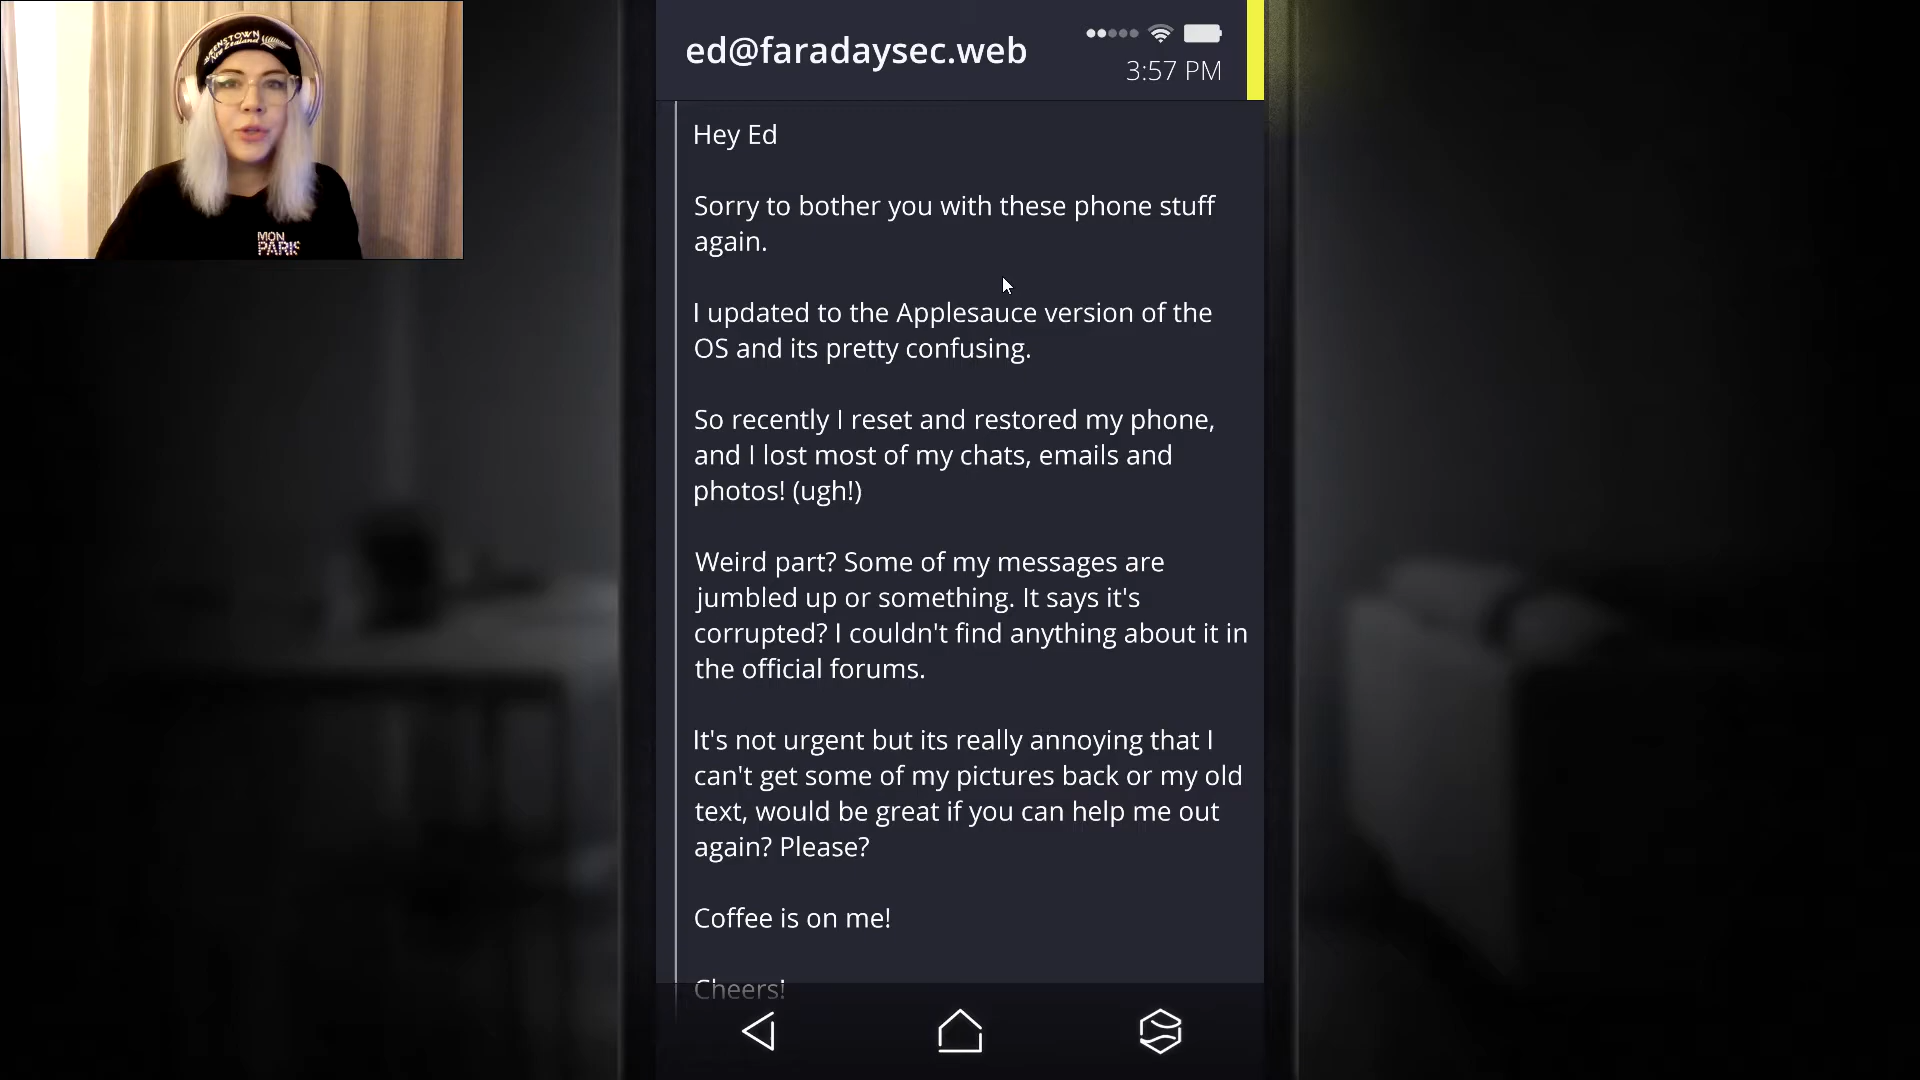 QUEENSTOWN
New Zealand
MON
PARIS
ed@faradaysec.web
3:57 PM
Hey Ed
Sorry to bother you with these phone stuff
again.
I updated to the Applesauce version of the
OS and its pretty confusing.
So recently I reset and restored my phone,
and I lost most of my chats, emails and
photos! (ugh!)
Weird part? Some of my messages are
jumbled up or something. It says it's
corrupted? I couldn't find anything about it in
the official forums.
It's not urgent but its really annoying that I
can't get some of my pictures back or my old
text, would be great if you can help me out
again? Please?
Coffee is on me!
Cheers!